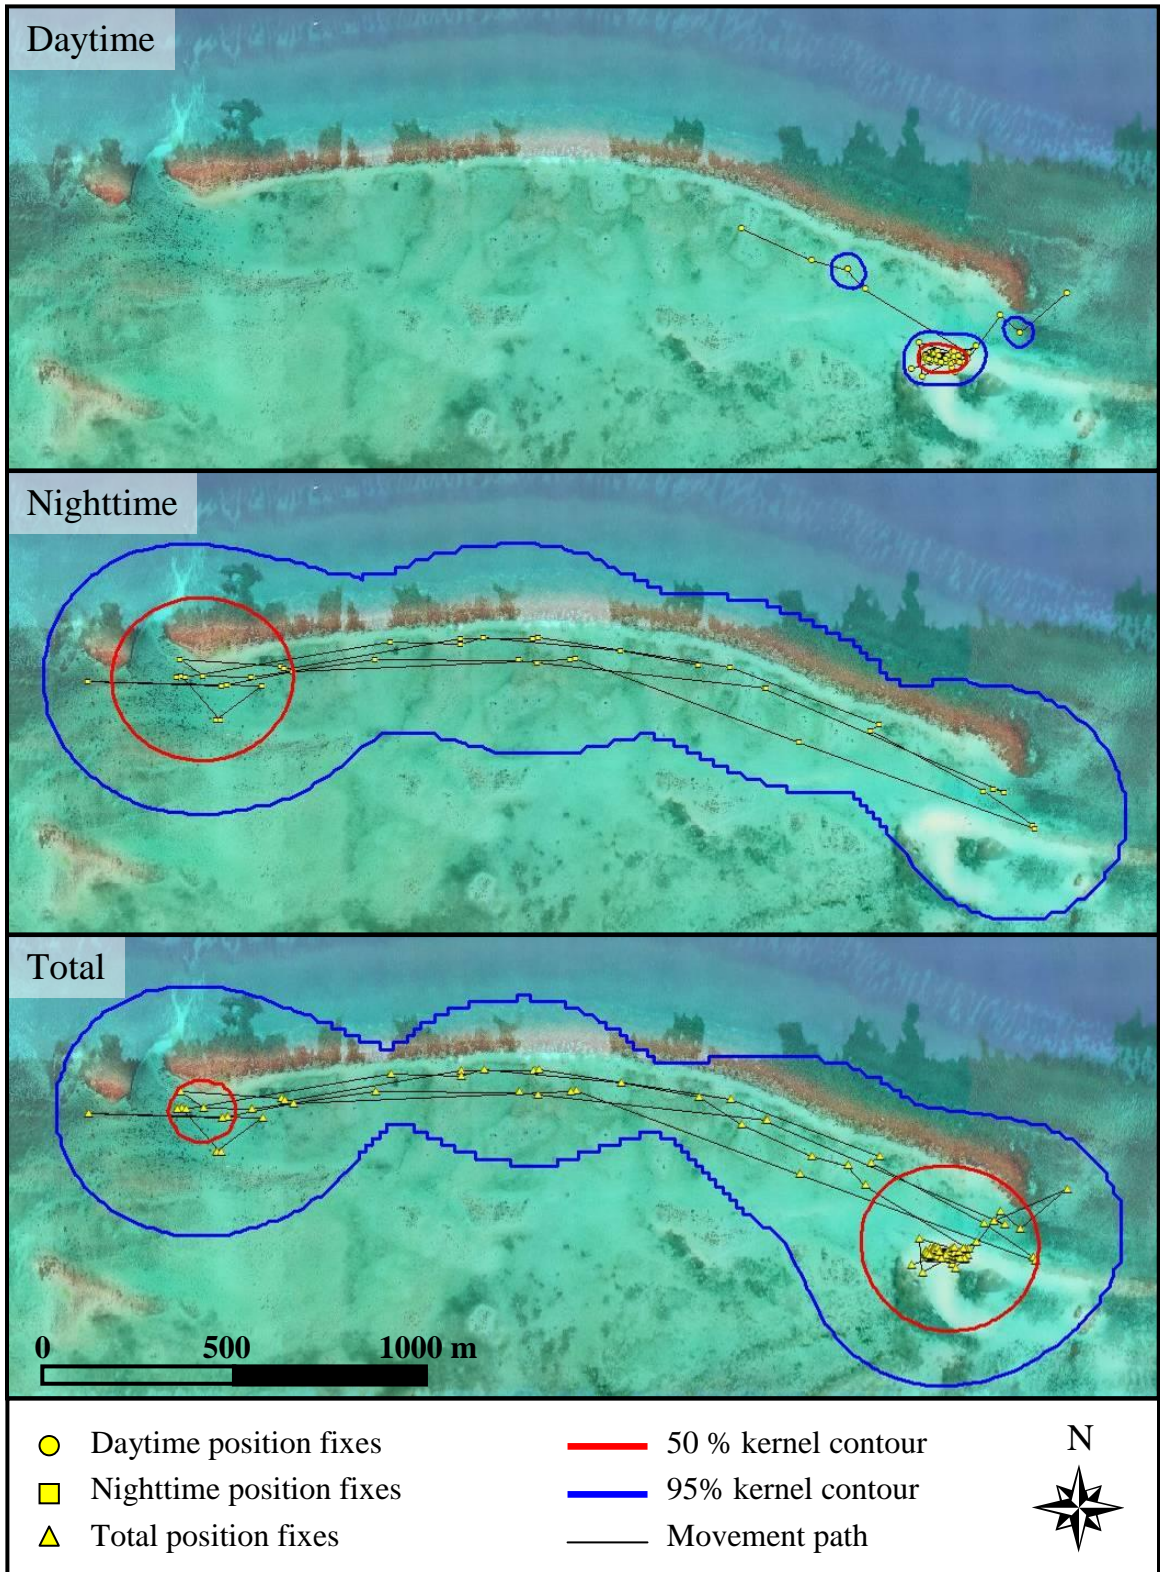 Daytime
Nighttime
Total
0 500 1000 m
Daytime position fixes
Nighttime position fixes
Total position fixes
50 % kernel contour
95% kernel contour
Movement path
N